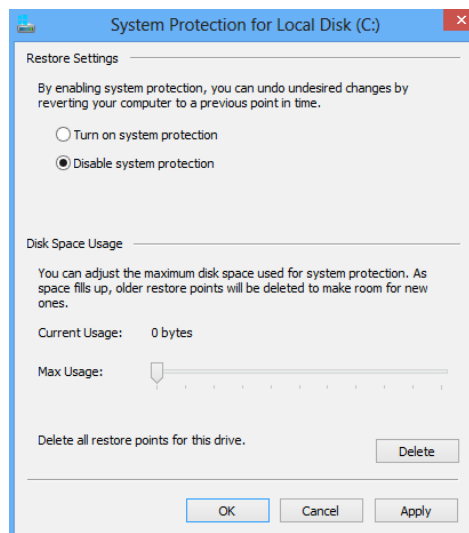 System Protection for Local Disk (C:)
Restore Settings
By enabling system protection, you can undo undesired changes by
reverting your computer to a previous point in time.
Turn on system protection
Disable system protection
Disk Space Usage
You can adjust the maximum disk space used for system protection. As
space fills up, older restore points will be deleted to make room for new
ones.
Current Usage: 0 bytes
Max Usage:
Delete all restore points for this drive.
Delete
OK Cancel Apply